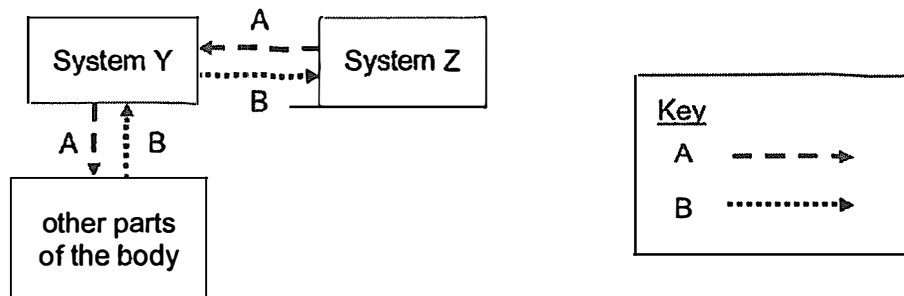 A
System Y
System Z
B
A
B
other parts
of the body
Key
A
B